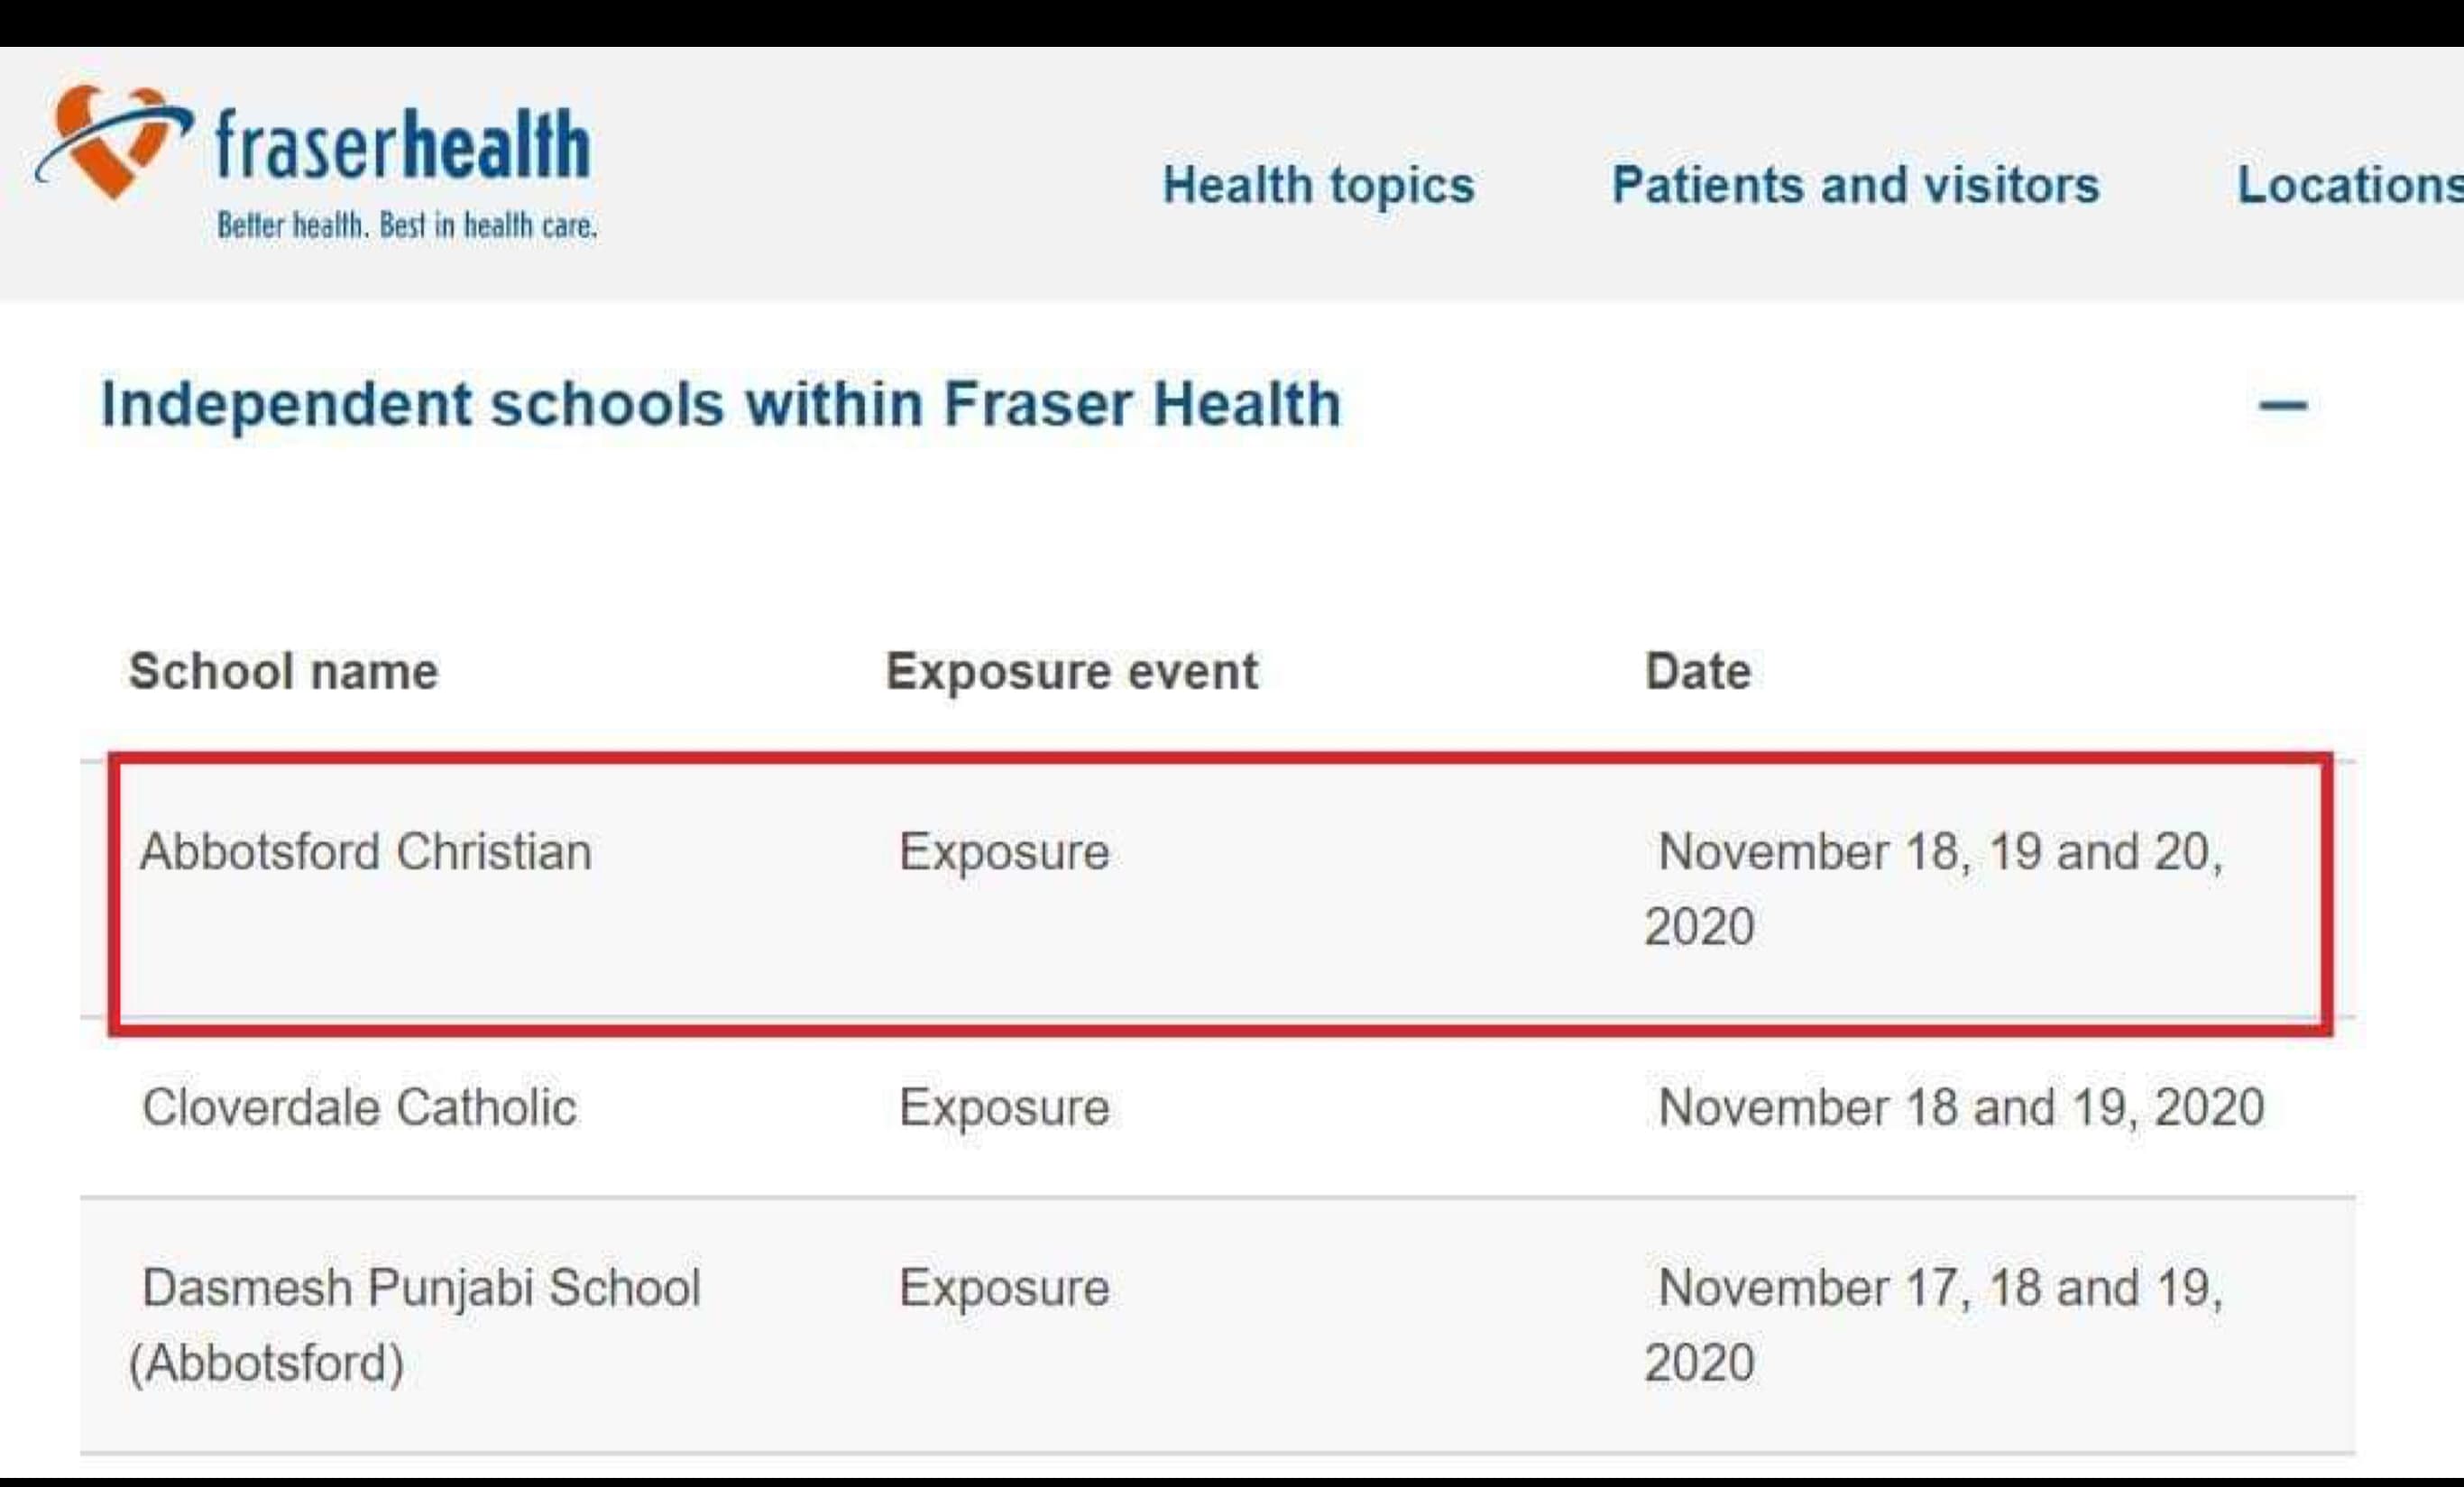 fraserhealth
Better health. Best in health care.
Health topics Patients and visitors Locations
Independent schools within Fraser Health
School name Exposure event Date
Abbotsford Christian Exposure November 18, 19 and 20,
2020
Cloverdale Catholic Exposure November 18 and 19, 2020
Dasmesh Punjabi School Exposure November 17, 18 and 19,
(Abbotsford) 2020